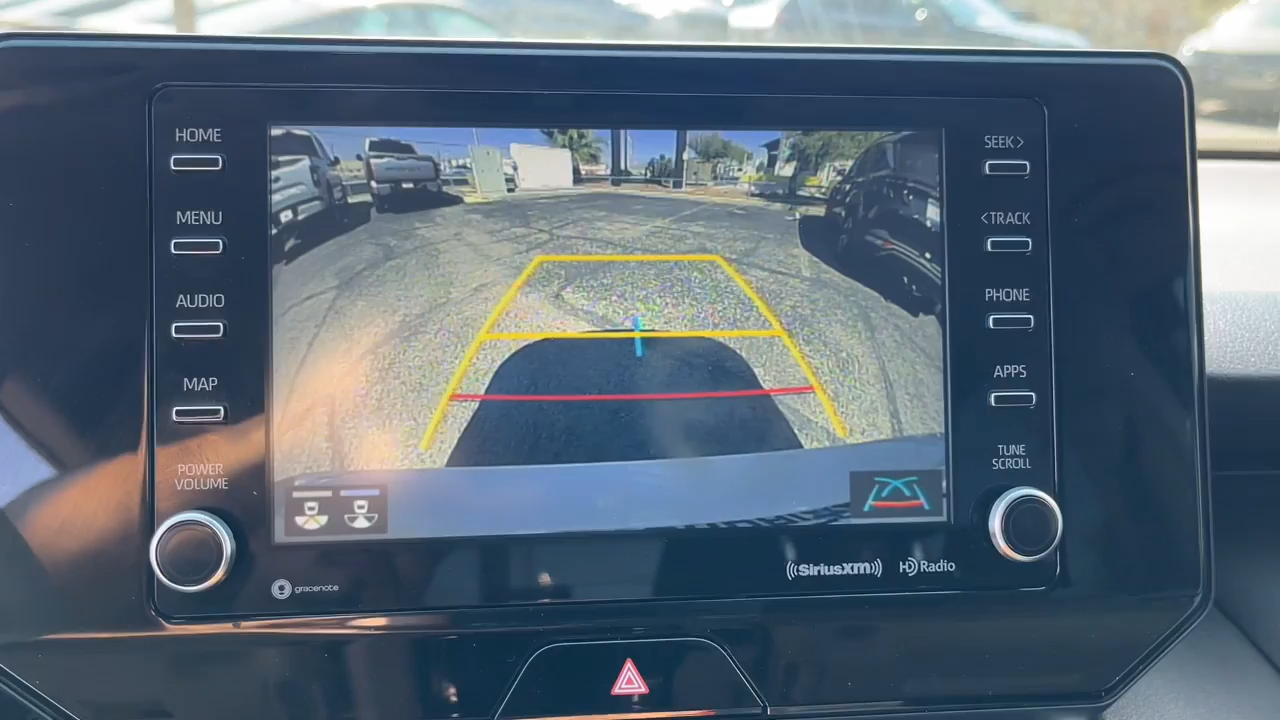 HOME
MENU
AUDIO
MAP
POWER
VOLUME
SEEK>
<TRACK
PHONE
APPS
TUNE
SCROLL
gracenote
((SiriusXM))
HD Radio